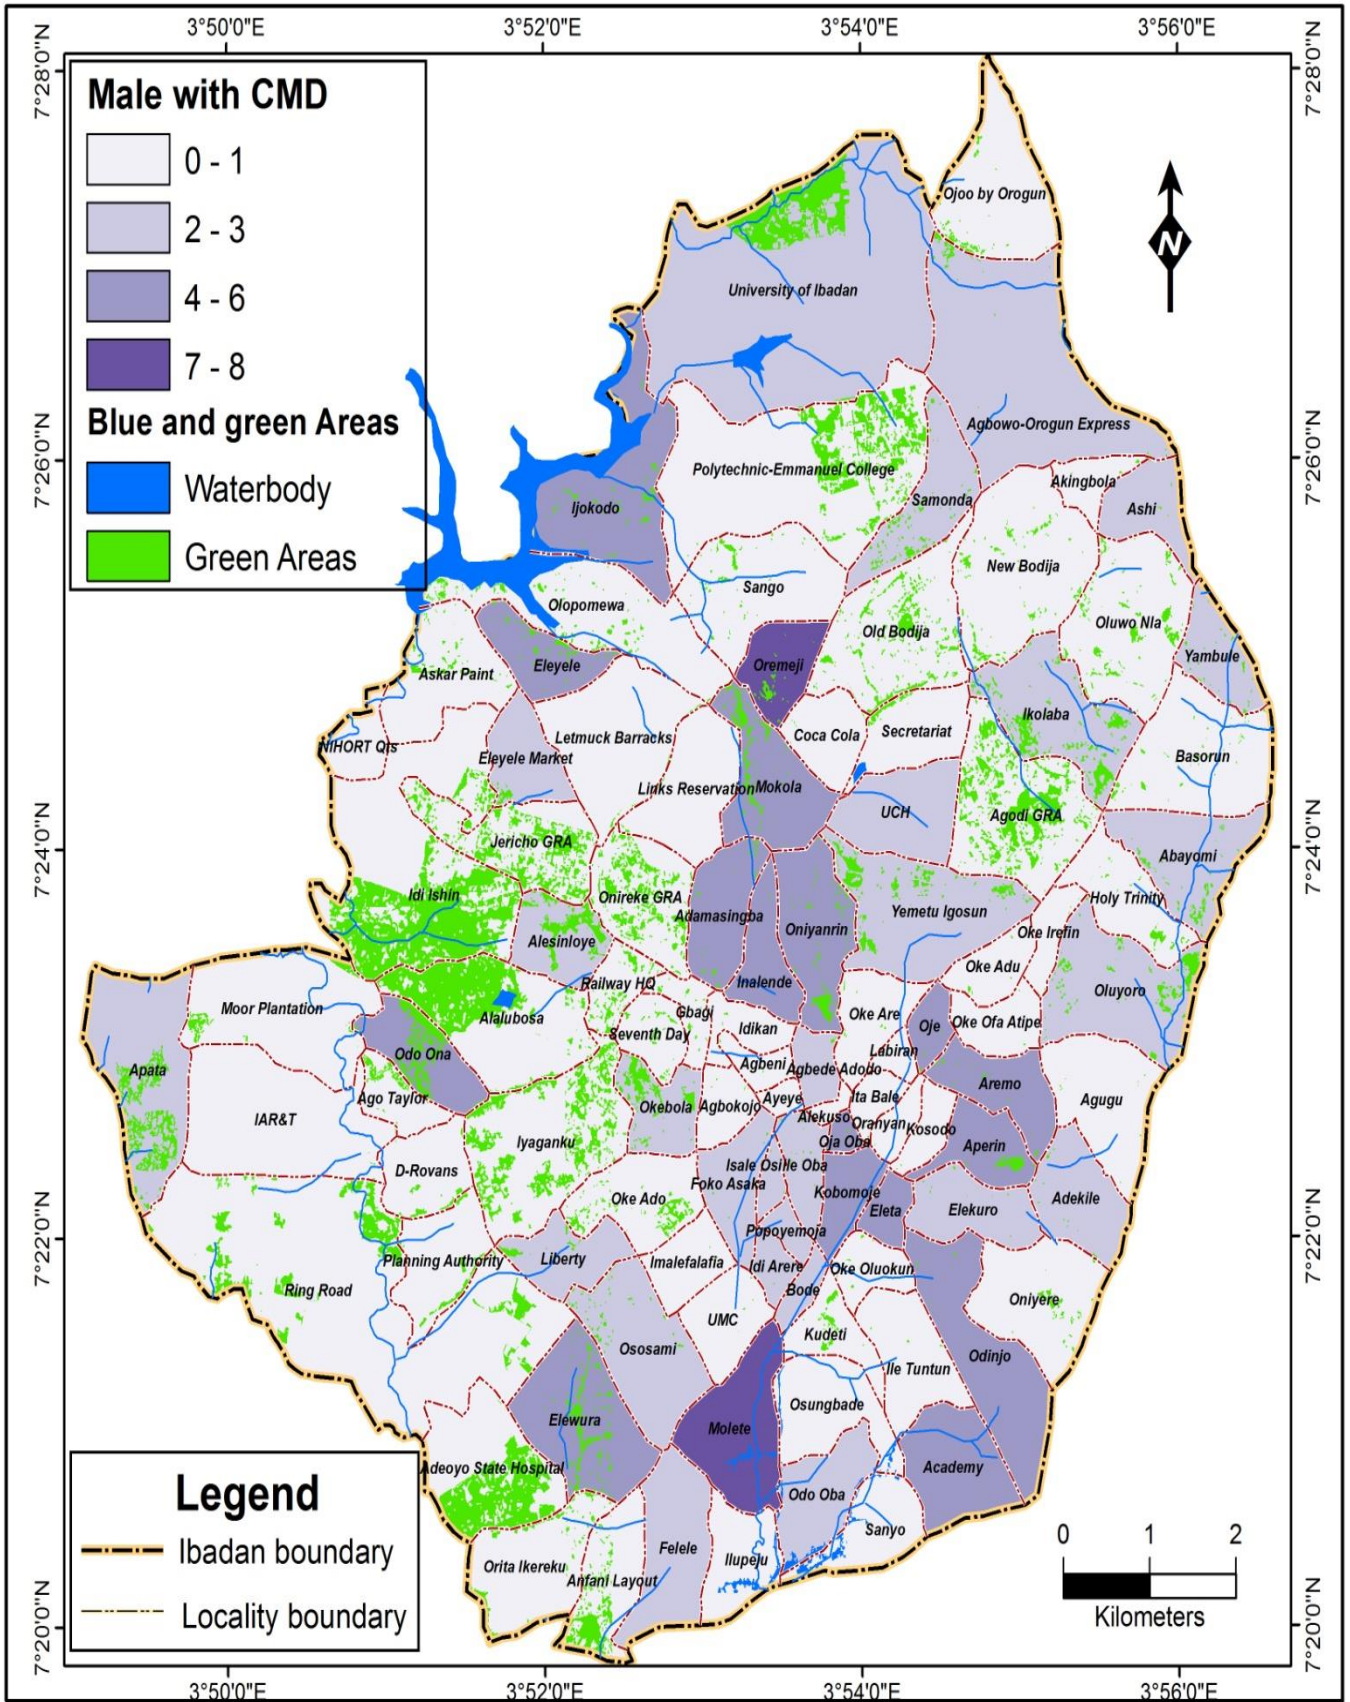 3°50'0"E 3°52'0"E 3°54'0"E 3°56'0"E
7°28'0"N 7°28'0"N
Male with CMD
0 - 1
2 - 3
4 - 6
7 - 8
Blue and green Areas
Waterbody
Green Areas
N
Ojoo by Orogun
University of Ibadan
Agbowo-Orogun Express
7°26'0"N 7°26'0"N
Polytechnic-Emmanuel College
Akingbola
Samonda
Ashi
Ijokodo
New Bodija
Sango
Olopomewa
Oluwo Nla
Old Bodija
Yambule
Eleyele
Oremeji
Askar Paint
Ikolaba
Secretariat
Coca Cola
Letmuck Barracks
NIHORT Qts
Eleyele Market
Basorun
Links Reservation
Mokola
UCH
Agodi GRA
7°24'0"N 7°24'0"N
Jericho GRA
Abayomi
Idi Ishin
Onireke GRA
Holy Trinity
Adamasingba
Yemetu Igosun
Oniyanrin
Oke Irefin
Alesinloye
Oke Adu
Railway HQ
Inalende
Oluyoro
Moor Plantation
Gbagi
Alalubosa
Oke Are
Oke Ofa Atipe
Oje
Idikan
Seventh Day
Labiran
Odo Ona
Agbeni
Agbede Adodo
Apata
Aremo
Ago Taylor
Ayeye
Ita Bale
Agugu
Okebola
Agbokojo
IAR&T
Alekuso
Oranyan
Kosodo
Iyaganku
Oja Oba
Aperin
Isale Osi
Ile Oba
D-Rovans
Foko Asaka
Kobomoje
Oke Ado
Adekile
Eleta
Elekuro
7°22'0"N 7°22'0"N
Popoyemoja
Planning Authority
Liberty
Imalefalafia
Idi Arere
Oke Oluokun
Ring Road
Bode
Oniyere
UMC
Kudeti
Ososami
Odinjo
Ile Tuntun
Osungbade
Elewura
Molete
Adeoyo State Hospital
Academy
Odo Oba
Sanyo
Felele
Ilupeju
Orita Ikereku
Anfani Layout
Legend
Ibadan boundary
Locality boundary
0 1 2
Kilometers
7°20'0"N 7°20'0"N
3°50'0"E 3°52'0"E 3°54'0"E 3°56'0"E